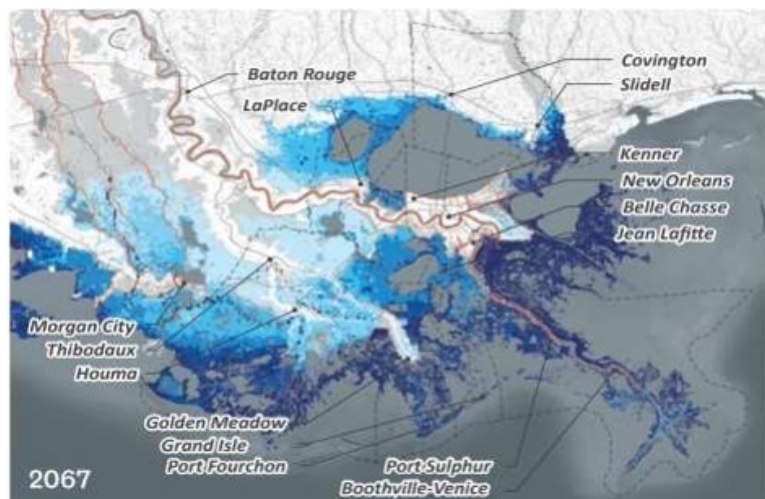 Covington
Baton Rouge
Slidell
LaPlace
Kenner
New Orleans
Belle Chasse
Jean Lafitte
Morgan City
Thibodaux
Houma
Golden Meadow
Grand Isle
Port Fourchon
Port Sulphur
Boothville-Venice
2067